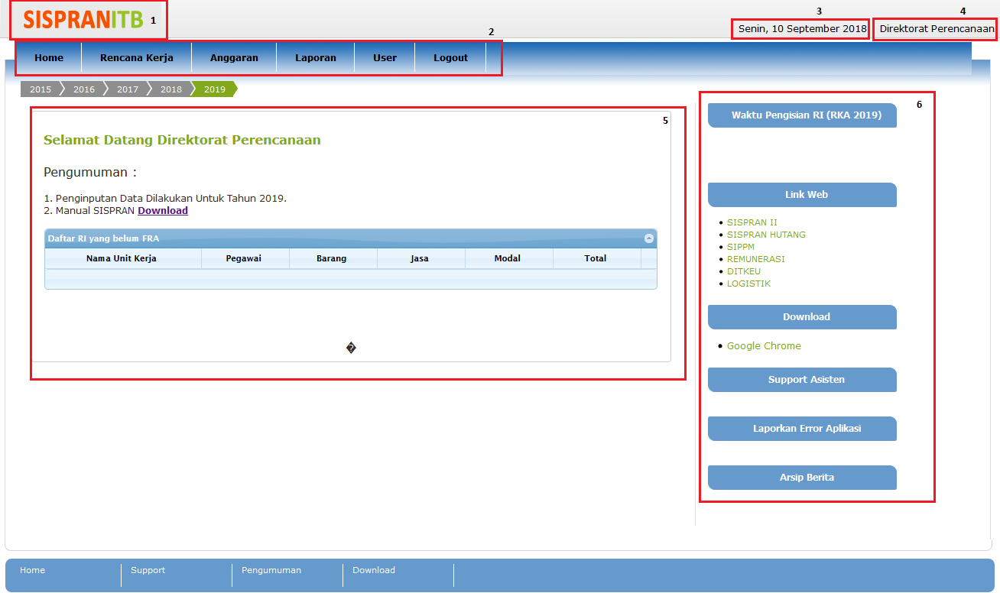 SISPRANITB 1
3
4
Senin, 10 September 2018
Direktorat Perencanaan
2
Home Rencana Kerja Anggaran Laporan User Logout
2015 2016 2017 2018 2019
5
Selamat Datang Direktorat Perencanaan
Pengumuman :
1. Penginputan Data Dilakukan Untuk Tahun 2019.
2. Manual SISPRAN Download
Daftar RI yang belum FRA
Nama Unit Kerja Pegawai Barang Jasa Modal Total
�
6
Waktu Pengisian RI (RKA 2019)
Link Web
• SISPRAN II
• SISPRAN HUTANG
• SIPPM
• REMUNERASI
• DITKEU
• LOGISTIK
Download
• Google Chrome
Support Asisten
Laporkan Error Aplikasi
Arsip Berita
Home Support Pengumuman Download